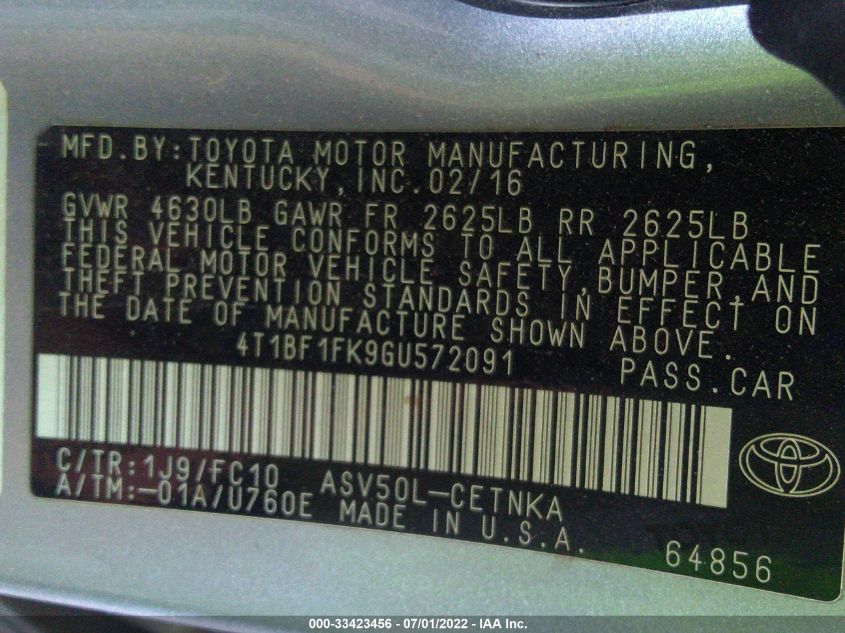 MFD.BY:TOYOTA MOTOR MANUFACTURING,
KENTUCKY,INC.02/16
GVWR 4630LB GAWR FR 2625LB RR 2625LB
THIS VEHICLE CONFORMS TO ALL APPLICABLE
FEDERAL MOTOR VEHICLE SAFETY,BUMPER,AND
THEFT PREVENTION STANDARDS IN EFFECT ON
THE DATE OF MANUFACTURE SHOWN ABOVE.
4T1BF1FK9GU572091
PASS.CAR
C/TR:1J9/FC10 ASV50L-CETNKA
A/TM:-01A/U760E MADE IN U.S.A.
64856
000-33423456 - 07/01/2022 - IAA Inc.